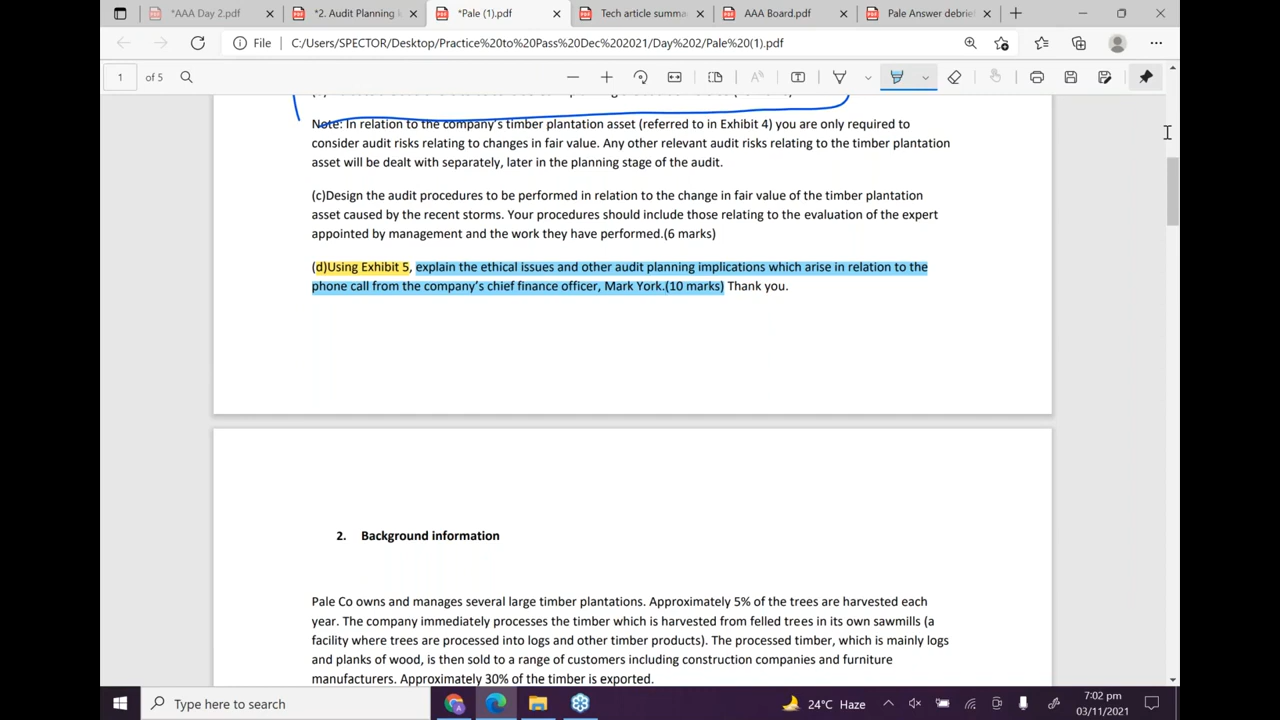 *AAA Day 2.pdf
*2. Audit Planning
*Pale (1).pdf
Tech article summa
AAA Board.pdf
Pale Answer debrief
File
C:/Users/SPECTOR/Desktop/Practice%20to%20Pass%20Dec%202021/Day%202/Pale%20(1).pdf
1 of 5
Note: In relation to the company's timber plantation asset (referred to in Exhibit 4) you are only required to
consider audit risks relating to changes in fair value. Any other relevant audit risks relating to the timber plantation
asset will be dealt with separately, later in the planning stage of the audit.
(c)Design the audit procedures to be performed in relation to the change in fair value of the timber plantation
asset caused by the recent storms. Your procedures should include those relating to the evaluation of the expert
appointed by management and the work they have performed.(6 marks)
(d)Using Exhibit 5, explain the ethical issues and other audit planning implications which arise in relation to the
phone call from the company's chief finance officer, Mark York.(10 marks) Thank you.
2. Background information
Pale Co owns and manages several large timber plantations. Approximately 5% of the trees are harvested each
year. The company immediately processes the timber which is harvested from felled trees in its own sawmills (a
facility where trees are processed into logs and other timber products). The processed timber, which is mainly logs
and planks of wood, is then sold to a range of customers including construction companies and furniture
manufacturers. Approximately 30% of the timber is exported.
Type here to search
24°C Haze
7:02 pm
03/11/2021